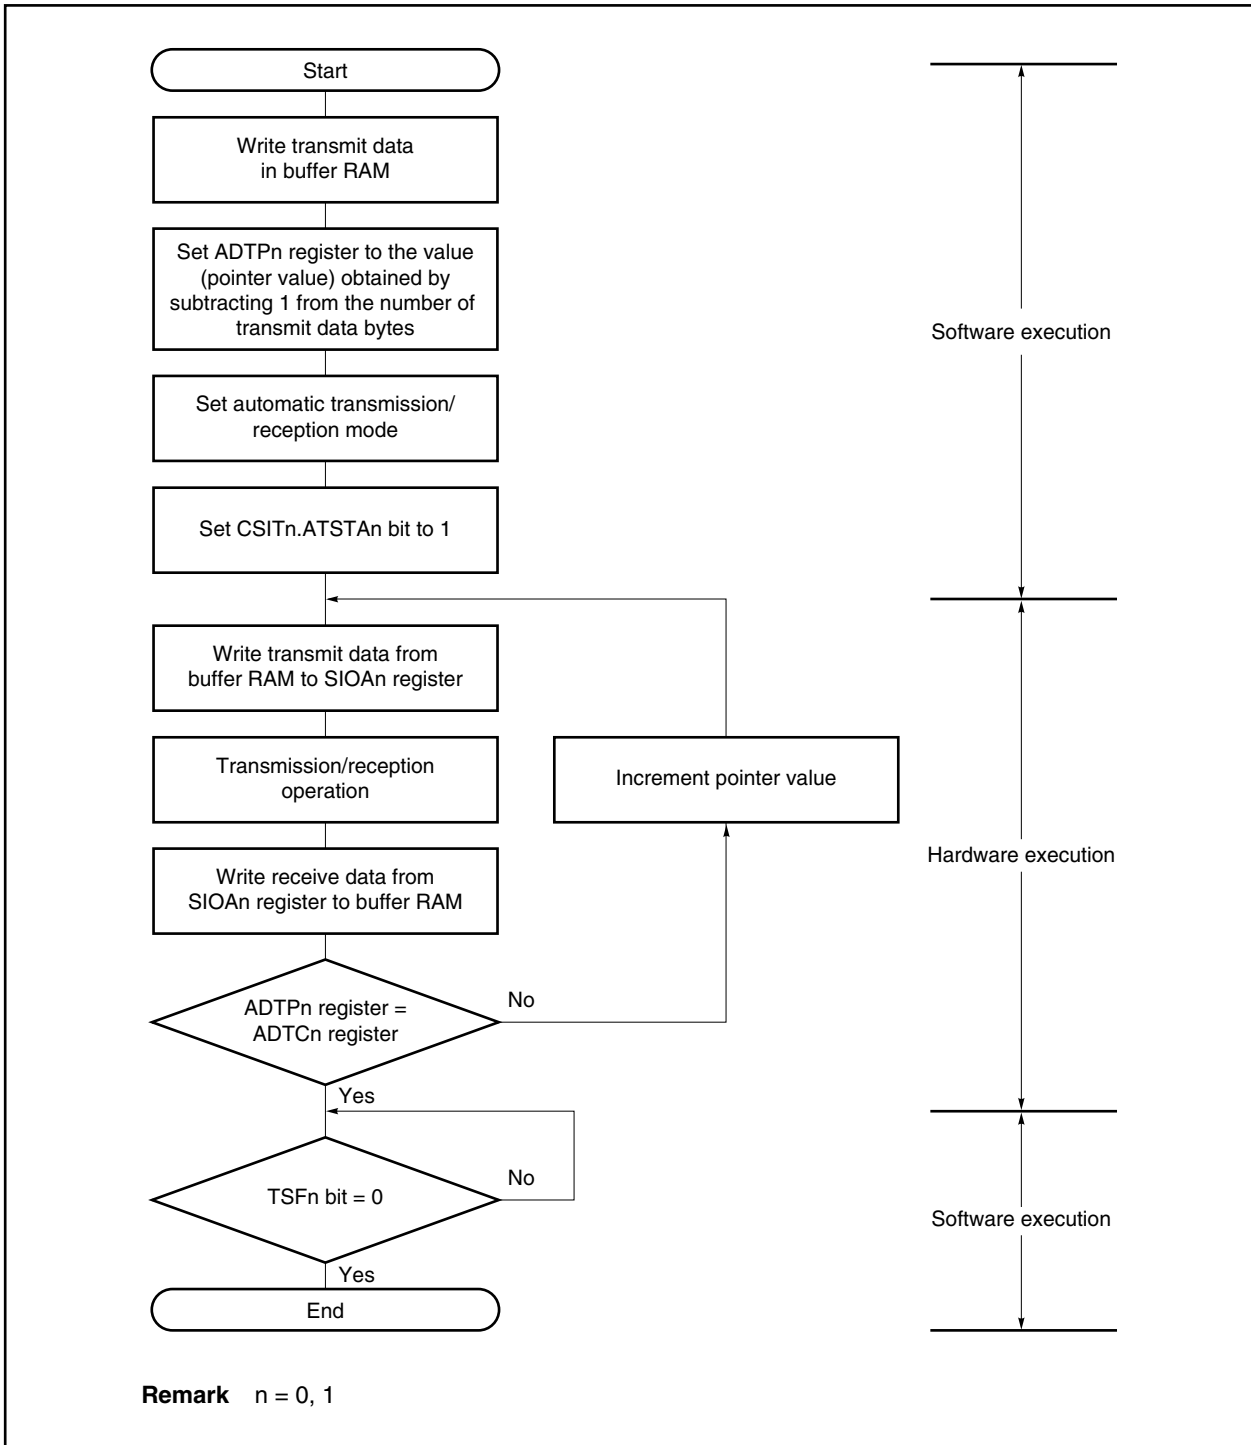 Start
Write transmit data
in buffer RAM
Set ADTPn register to the value
(pointer value) obtained by
subtracting 1 from the number of
transmit data bytes
Software execution
Set automatic transmission/
reception mode
Set CSITn.ATSTAn bit to 1
Write transmit data from
buffer RAM to SIOAn register
Transmission/reception
operation
Increment pointer value
Write receive data from
SIOAn register to buffer RAM
Hardware execution
ADTPn register =
ADTCn register
No
Yes
TSFn bit = 0
No
Software execution
Yes
End
Remark n = 0, 1